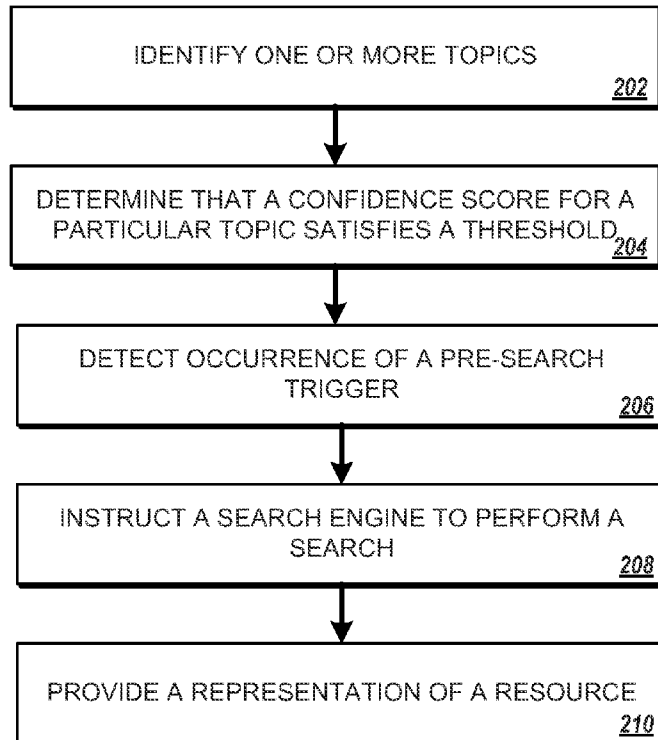 IDENTIFY ONE OR MORE TOPICS
202
DETERMINE THAT A CONFIDENCE SCORE FOR A
PARTICULAR TOPIC SATISFIES A THRESHOLD
204
DETECT OCCURRENCE OF A PRE-SEARCH
TRIGGER
206
INSTRUCT A SEARCH ENGINE TO PERFORM A
SEARCH
208
PROVIDE A REPRESENTATION OF A RESOURCE
210